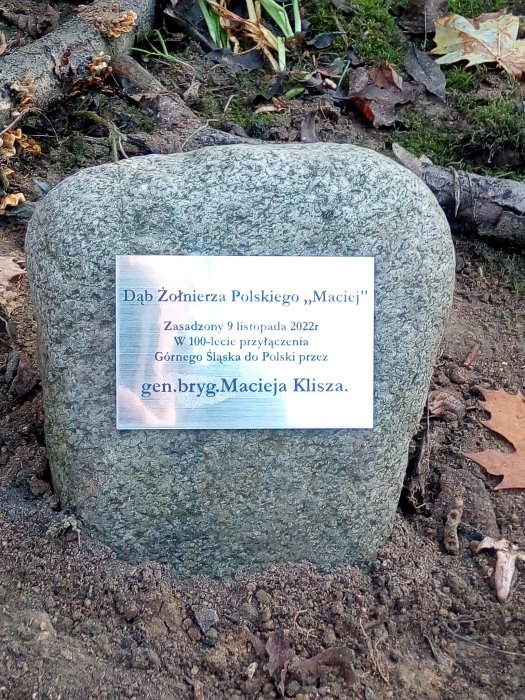 Dąb Żołnierza Polskiego ,,Maciej"
Zasadzony 9 listopada 2022r
W 100-lecie przyłączenia
Górnego Śląska do Polski przez
gen.bryg.Macieja Klisza.